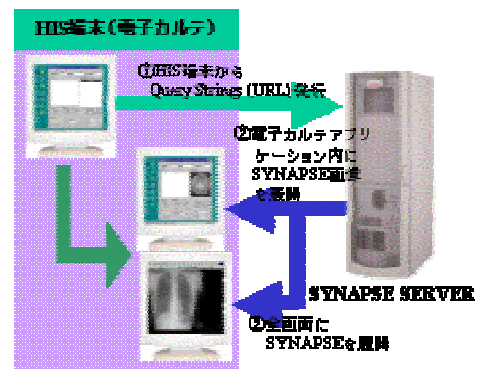 HIS端末(電子カルテ)
①HIS端末から
Query Strings (URL) 発行
②電子カルテアプリ
ケーション内に
SYNAPSE画像
を展開
SYNAPSE SERVER
②全画面に
SYNAPSEを展開